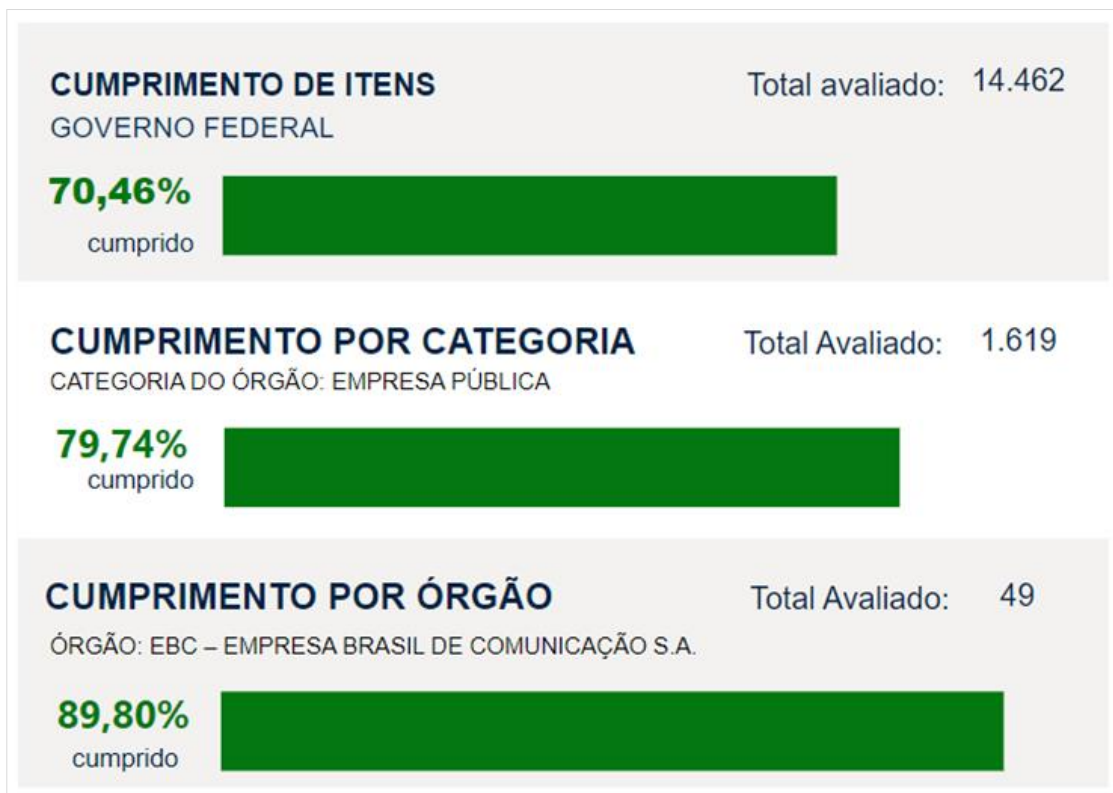 CUMPRIMENTO DE ITENS
Total avaliado: 14.462
GOVERNO FEDERAL
70,46%
cumprido
CUMPRIMENTO POR CATEGORIA
Total Avaliado: 1.619
CATEGORIA DO ÓRGÃO: EMPRESA PÚBLICA
79,74%
cumprido
CUMPRIMENTO POR ÓRGÃO
Total Avaliado: 49
ÓRGÃO: EBC – EMPRESA BRASIL DE COMUNICAÇÃO S.A.
89,80%
cumprido